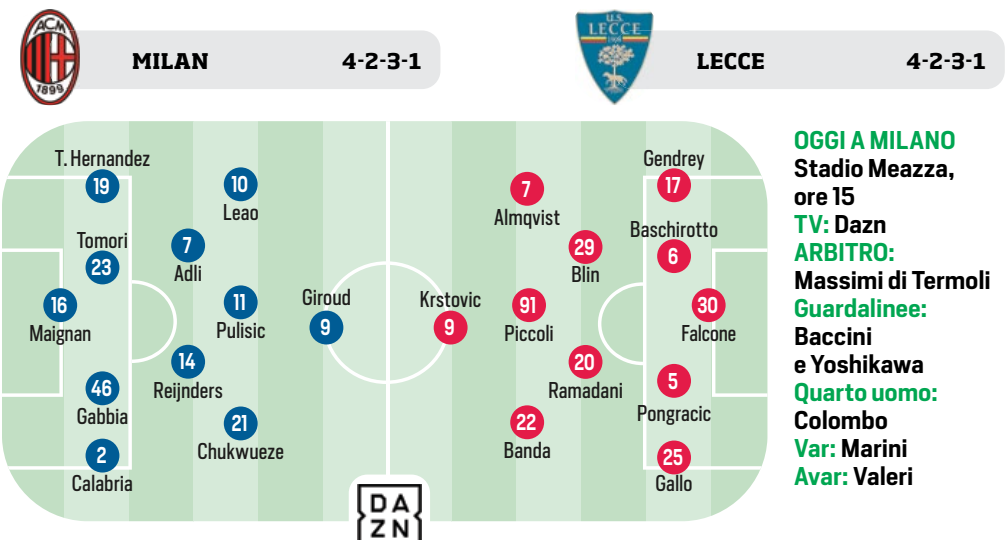 ACM
1899
MILAN
4-2-3-1
U.S.
LECCE
1908
LECCE
4-2-3-1
T. Hernandez
19
10
Leao
Tomori
23
7
Adli
16
Maignan
11
Pulisic
Giroud
9
14
Reijnders
46
Gabbia
21
Chukwueze
2
Calabria
7
Almqvist
Gendrey
17
Baschirotto
6
29
Blin
Krstovic
9
91
Piccoli
30
Falcone
20
Ramadani
5
Pongracic
22
Banda
25
Gallo
DA
ZN
OGGI A MILANO
Stadio Meazza,
ore 15
TV: Dazn
ARBITRO:
Massimi di Termoli
Guardalinee:
Baccini
e Yoshikawa
Quarto uomo:
Colombo
Var: Marini
Avar: Valeri